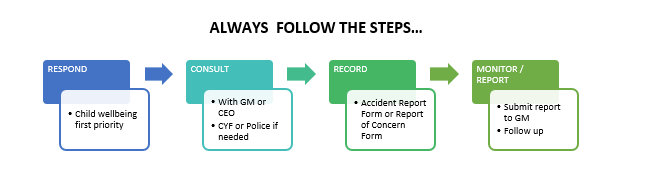 ALWAYS  FOLLOW THE STEPS…
RESPOND
• Child wellbeing
first priority
CONSULT
• With GM or
CEO
• CYF or Police if
needed
RECORD
• Accident Report
Form or Report
of Concern
Form
MONITOR /
REPORT
• Submit report
to GM
• Follow up